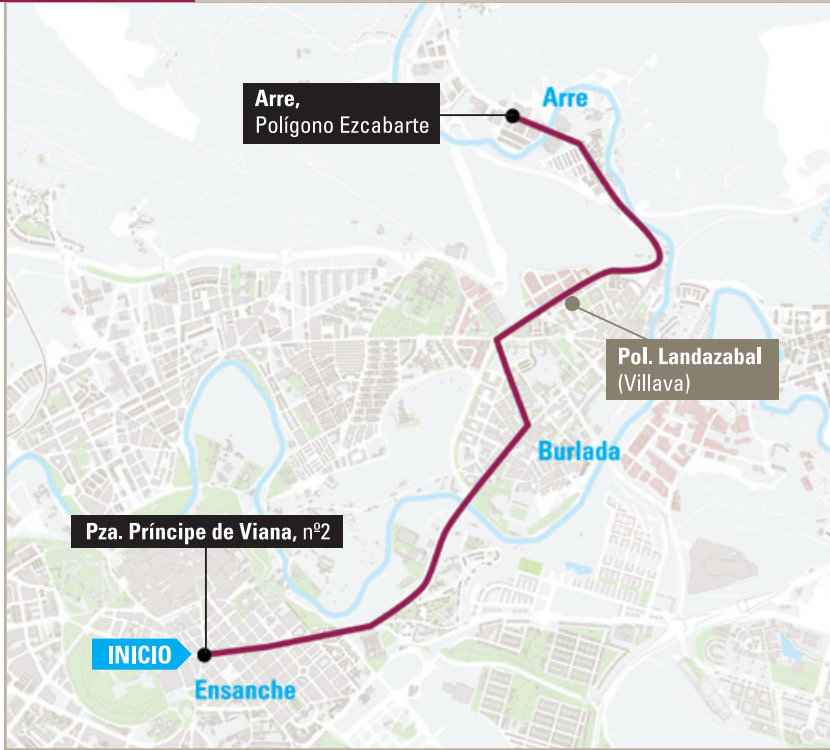 Arre,
Polígono Ezcabarte
Arre
Pol. Landazabal
(Villava)
Burlada
Pza. Príncipe de Viana, nº2
INICIO
Ensanche